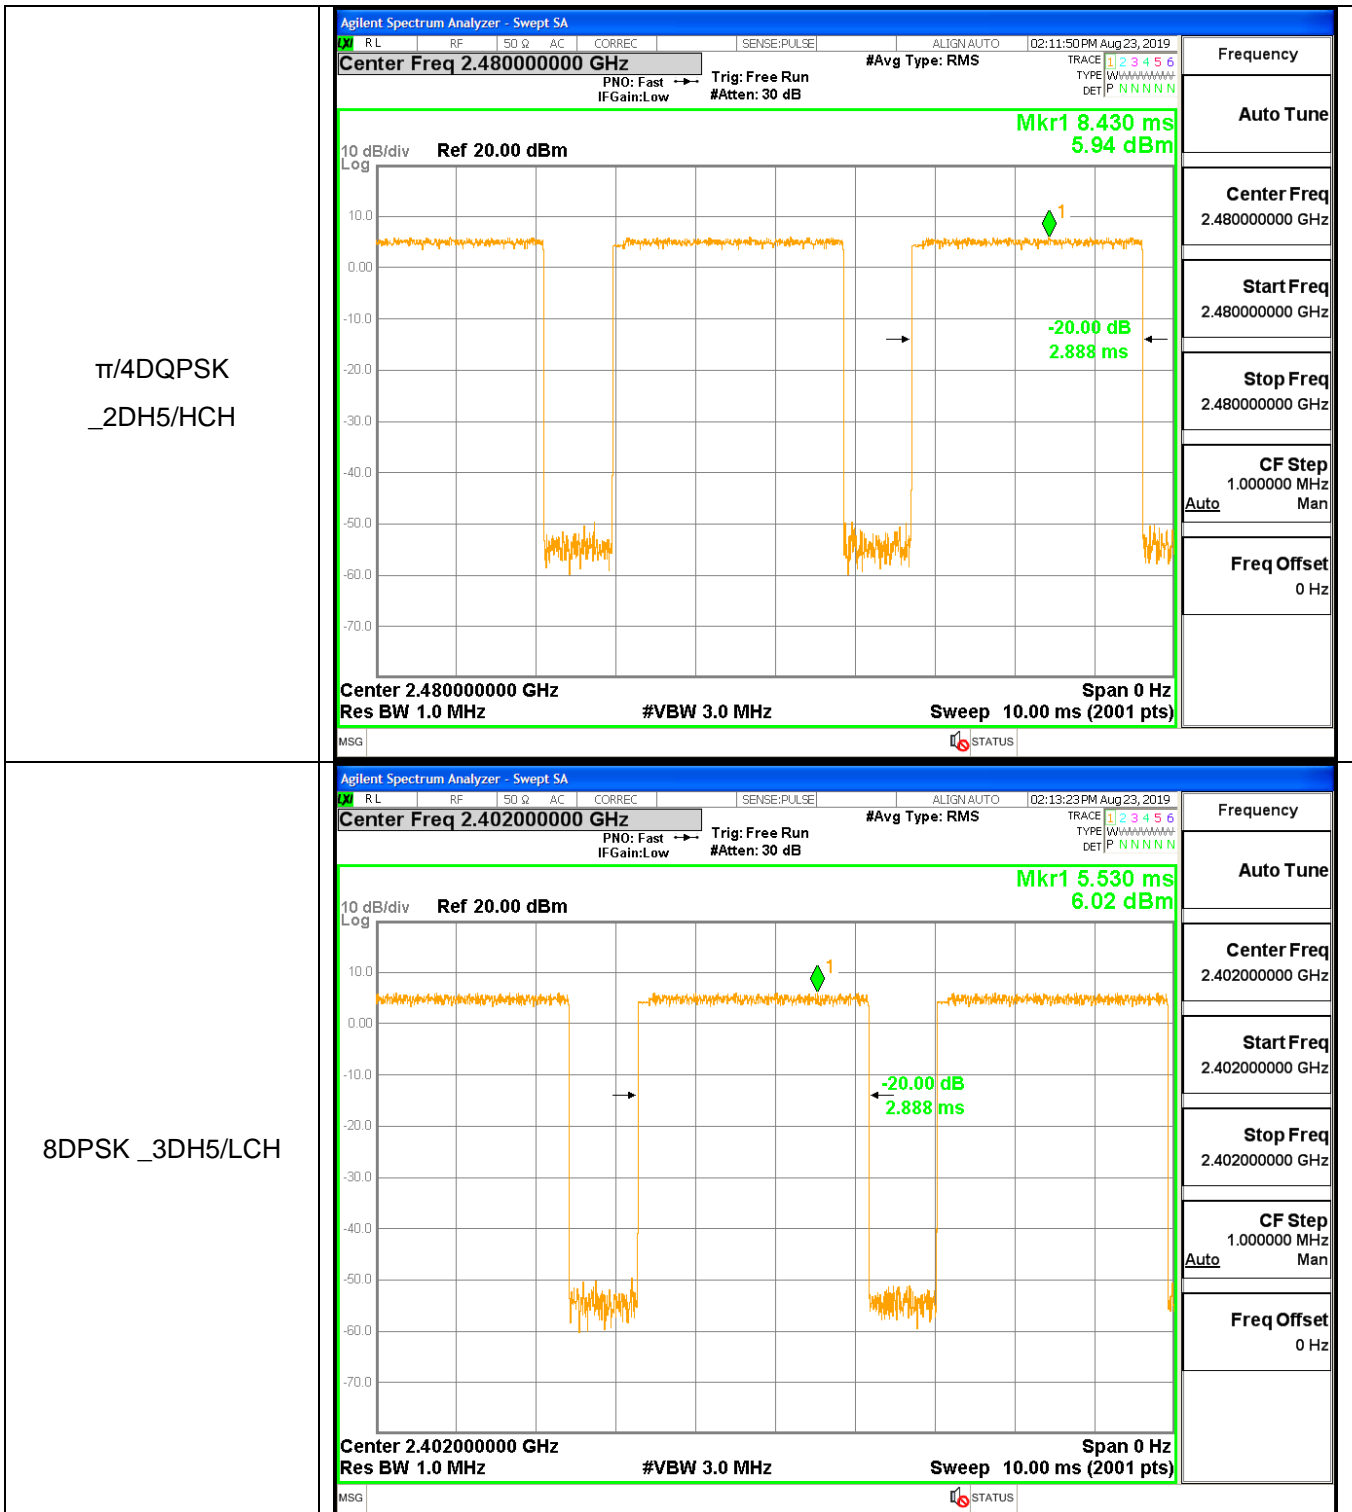 π/4DQPSK
_2DH5/HCH
Agilent Spectrum Analyzer - Swept SA
LXI RL RF 50 Ω AC CORREC SENSE:PULSE ALIGN AUTO 02:11:50 PM Aug 23, 2019
Center Freq 2.480000000 GHz #Avg Type: RMS TRACE 1 2 3 4 5 6
PNO: Fast Trig: Free Run TYPE
IFGain:Low #Atten: 30 dB DET P N N N N N
Mkr1 8.430 ms
5.94 dBm
10 dB/div Ref 20.00 dBm
Log
1
10.0
0.00
-10.0
-20.00 dB
2.888 ms
-20.0
-30.0
-40.0
-50.0
-60.0
-70.0
Center 2.480000000 GHz Span 0 Hz
Res BW 1.0 MHz #VBW 3.0 MHz Sweep 10.00 ms (2001 pts)
MSG STATUS
Frequency
Auto Tune
Center Freq
2.480000000 GHz
Start Freq
2.480000000 GHz
Stop Freq
2.480000000 GHz
CF Step
1.000000 MHz
Auto Man
Freq Offset
0 Hz
8DPSK _3DH5/LCH
Agilent Spectrum Analyzer - Swept SA
LXI RL RF 50 Ω AC CORREC SENSE:PULSE ALIGN AUTO 02:13:23 PM Aug 23, 2019
Center Freq 2.402000000 GHz #Avg Type: RMS TRACE 1 2 3 4 5 6
PNO: Fast Trig: Free Run TYPE
IFGain:Low #Atten: 30 dB DET P N N N N N
Mkr1 5.530 ms
6.02 dBm
10 dB/div Ref 20.00 dBm
Log
1
10.0
0.00
-10.0
-20.00 dB
2.888 ms
-20.0
-30.0
-40.0
-50.0
-60.0
-70.0
Center 2.402000000 GHz Span 0 Hz
Res BW 1.0 MHz #VBW 3.0 MHz Sweep 10.00 ms (2001 pts)
MSG STATUS
Frequency
Auto Tune
Center Freq
2.402000000 GHz
Start Freq
2.402000000 GHz
Stop Freq
2.402000000 GHz
CF Step
1.000000 MHz
Auto Man
Freq Offset
0 Hz